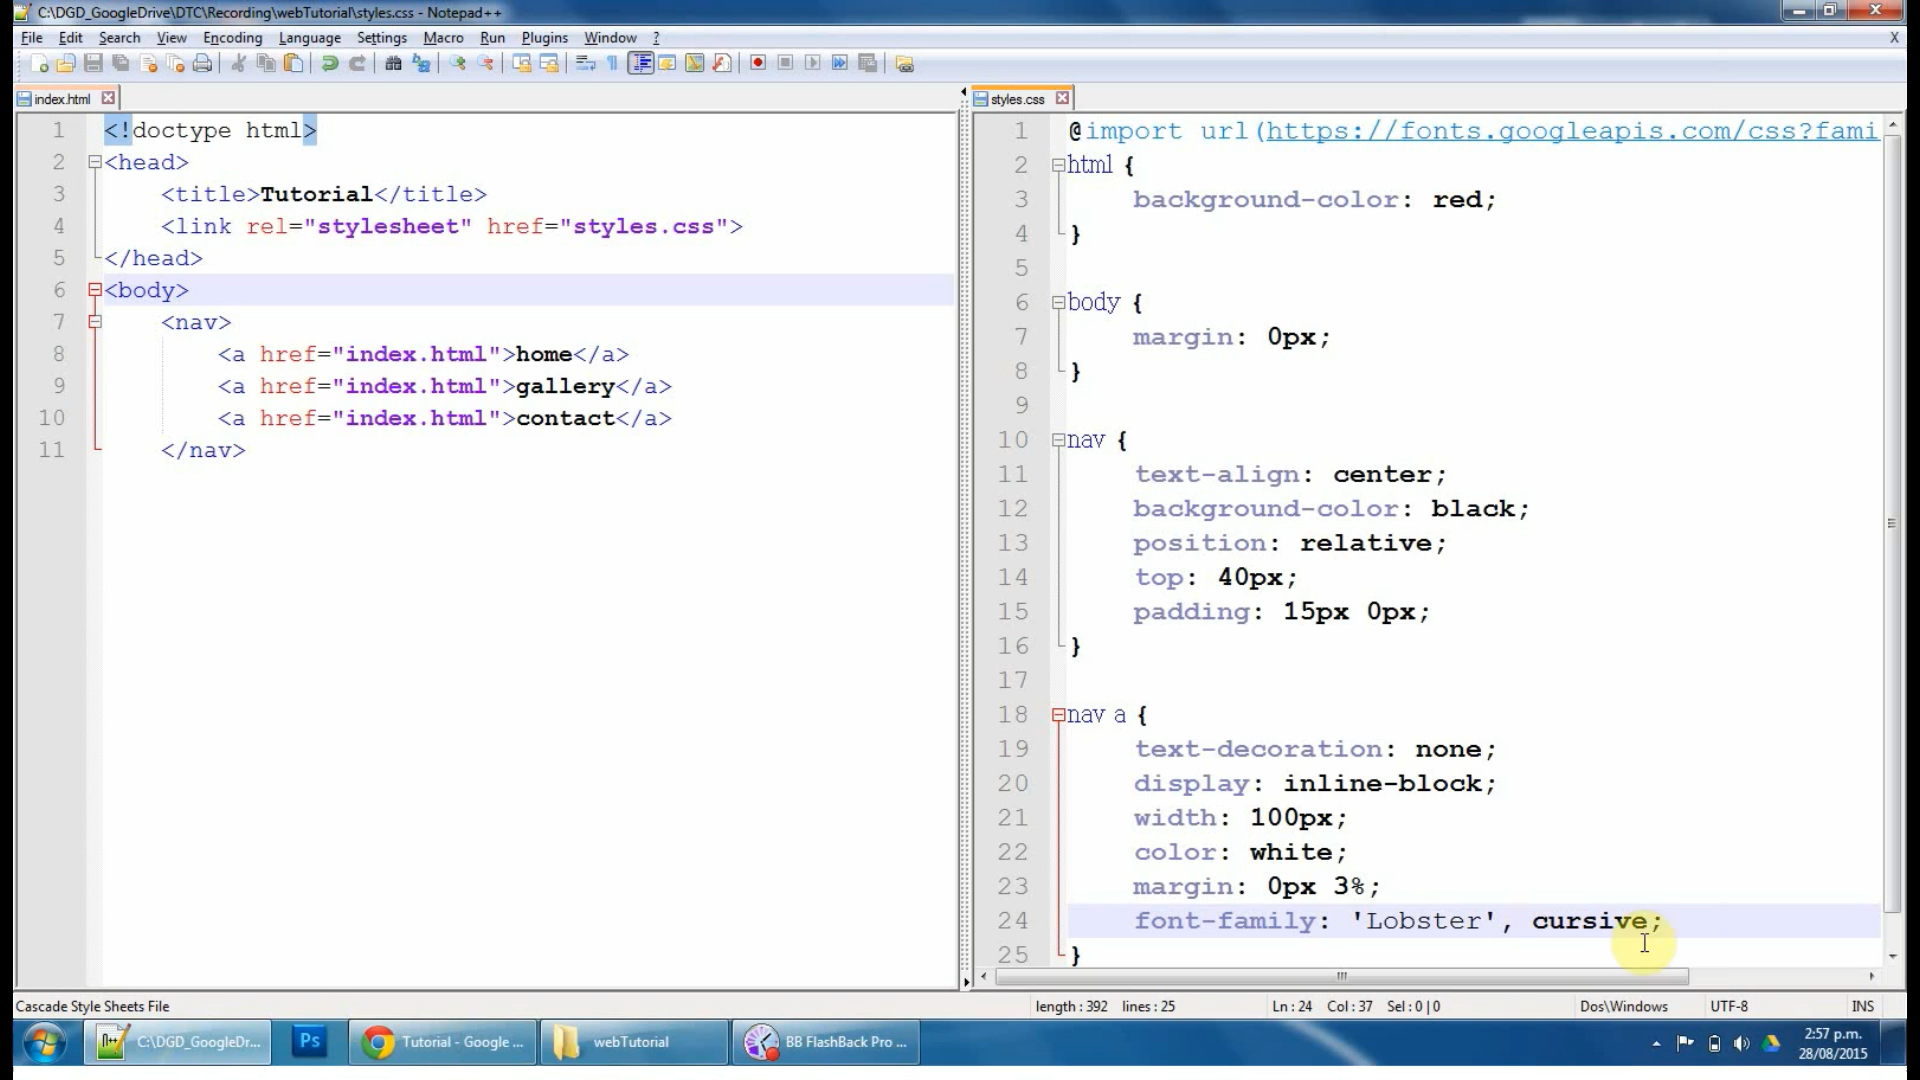 C:\DGD_GoogleDrive\DTC\Recording\webTutorial\styles.css - Notepad++
File Edit Search View Encoding Language Settings Macro Run Plugins Window ? X
index.html
1 <!doctype html>
2 <head>
3 <title>Tutorial</title>
4 <link rel="stylesheet" href="styles.css">
5 </head>
6 <body>
7 <nav>
8 <a href="index.html">home</a>
9 <a href="index.html">gallery</a>
10 <a href="index.html">contact</a>
11 </nav>
styles.css
1 @import url(https://fonts.googleapis.com/css?fami
2 html {
3 background-color: red;
4 }
5
6 body {
7 margin: 0px;
8 }
9
10 nav {
11 text-align: center;
12 background-color: black;
13 position: relative;
14 top: 40px;
15 padding: 15px 0px;
16 }
17
18 nav a {
19 text-decoration: none;
20 display: inline-block;
21 width: 100px;
22 color: white;
23 margin: 0px 3%;
24 font-family: 'Lobster', cursive;
25 }
Cascade Style Sheets File length : 392 lines : 25 Ln : 24 Col : 37 Sel : 0 | 0 Dos\Windows UTF-8 INS
C:\DGD_GoogleDr... Ps Tutorial - Google ... webTutorial BB FlashBack Pro ... 2:57 p.m.
28/08/2015